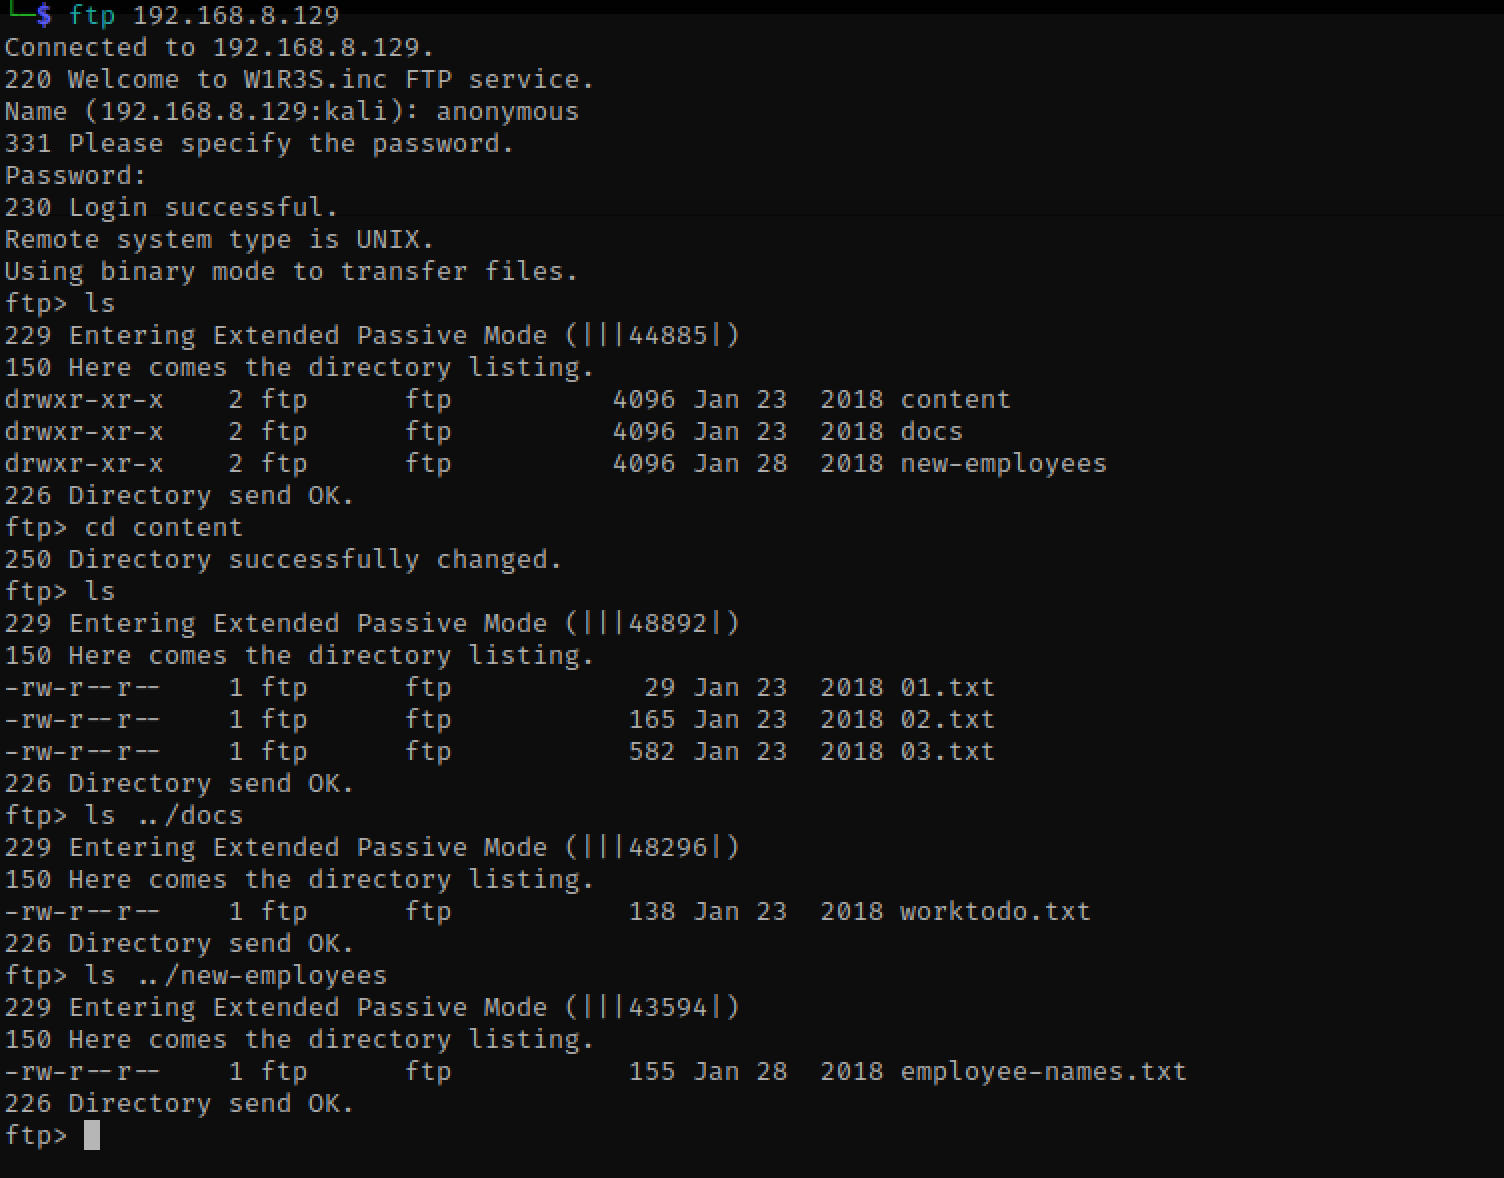 └─$ ftp 192.168.8.129
Connected to 192.168.8.129.
220 Welcome to W1R3S.inc FTP service.
Name (192.168.8.129:kali): anonymous
331 Please specify the password.
Password:
230 Login successful.
Remote system type is UNIX.
Using binary mode to transfer files.
ftp> ls
229 Entering Extended Passive Mode (|||44885|)
150 Here comes the directory listing.
drwxr-xr-x    2 ftp      ftp          4096 Jan 23  2018 content
drwxr-xr-x    2 ftp      ftp          4096 Jan 23  2018 docs
drwxr-xr-x    2 ftp      ftp          4096 Jan 28  2018 new-employees
226 Directory send OK.
ftp> cd content
250 Directory successfully changed.
ftp> ls
229 Entering Extended Passive Mode (|||48892|)
150 Here comes the directory listing.
-rw-r--r--    1 ftp      ftp            29 Jan 23  2018 01.txt
-rw-r--r--    1 ftp      ftp           165 Jan 23  2018 02.txt
-rw-r--r--    1 ftp      ftp           582 Jan 23  2018 03.txt
226 Directory send OK.
ftp> ls ../docs
229 Entering Extended Passive Mode (|||48296|)
150 Here comes the directory listing.
-rw-r--r--    1 ftp      ftp           138 Jan 23  2018 worktodo.txt
226 Directory send OK.
ftp> ls ../new-employees
229 Entering Extended Passive Mode (|||43594|)
150 Here comes the directory listing.
-rw-r--r--    1 ftp      ftp           155 Jan 28  2018 employee-names.txt
226 Directory send OK.
ftp>